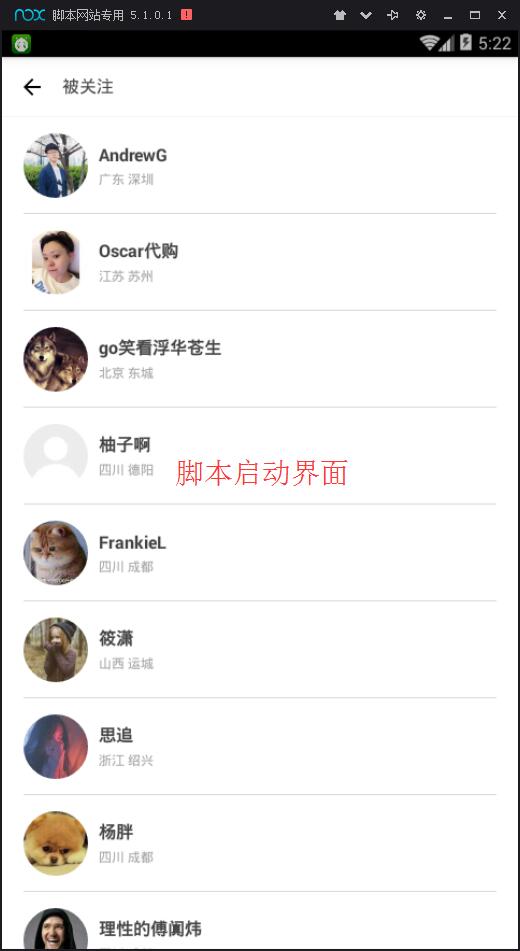 nox 脚本网站专用 5.1.0.1
5:22
被关注
AndrewG
广东 深圳
Oscar代购
江苏 苏州
go笑看浮华苍生
北京 东城
柚子啊
四川 德阳
脚本启动界面
FrankieL
四川 成都
筱潇
山西 运城
思追
浙江 绍兴
杨胖
四川 成都
理性的傅阗炜